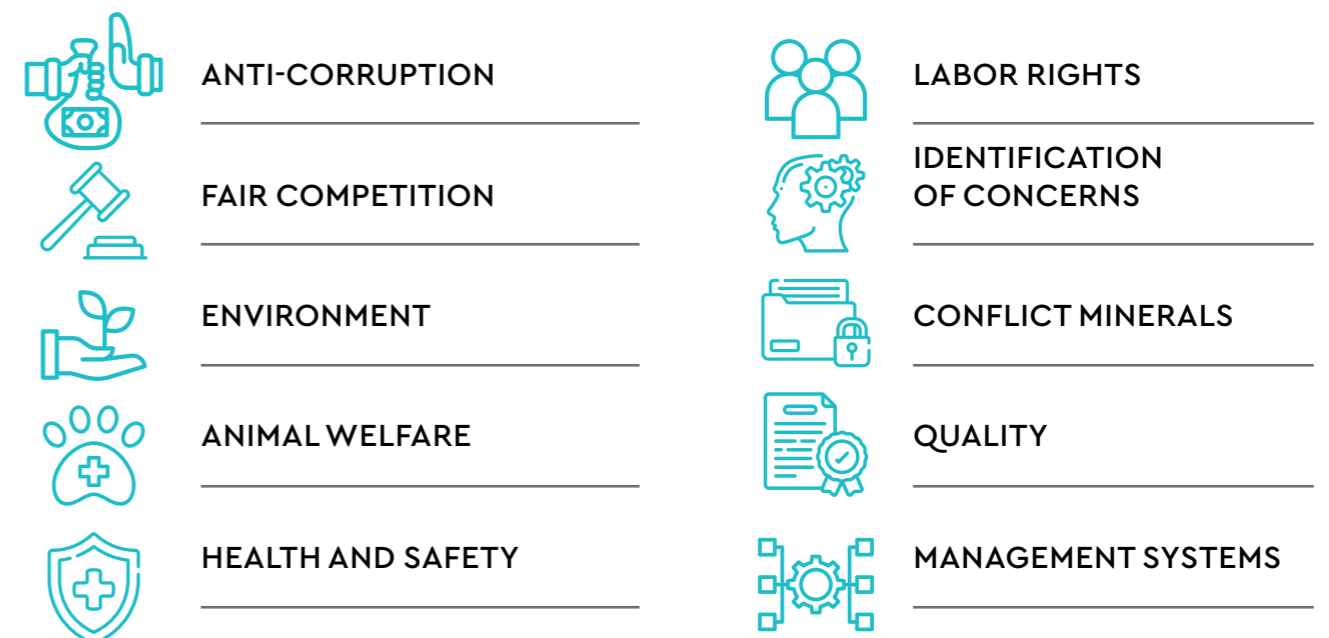 ANTI-CORRUPTION
FAIR COMPETITION
ENVIRONMENT
ANIMAL WELFARE
HEALTH AND SAFETY
LABOR RIGHTS
IDENTIFICATION
OF CONCERNS
CONFLICT MINERALS
QUALITY
MANAGEMENT SYSTEMS